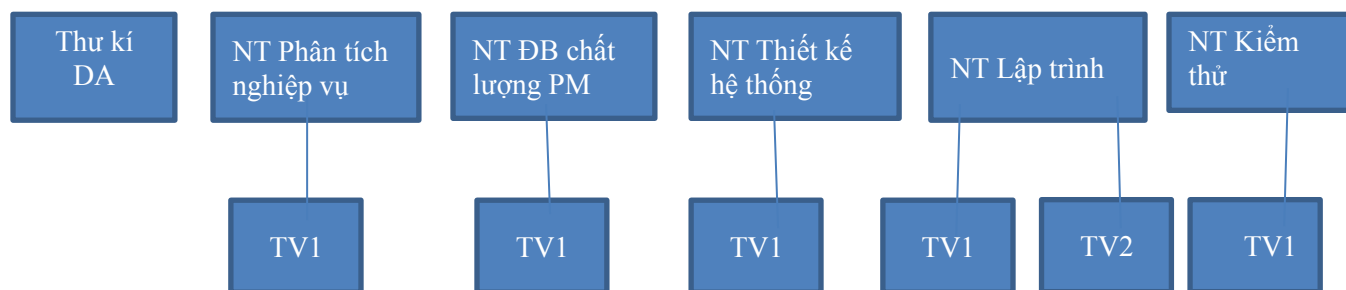 Thư kí
DA
NT Phân tích
nghiệp vụ
NT ĐB chất
lượng PM
NT Thiết kế
hệ thống
NT Lập trình
NT Kiểm
thử
TV1
TV1
TV1
TV1
TV2
TV1